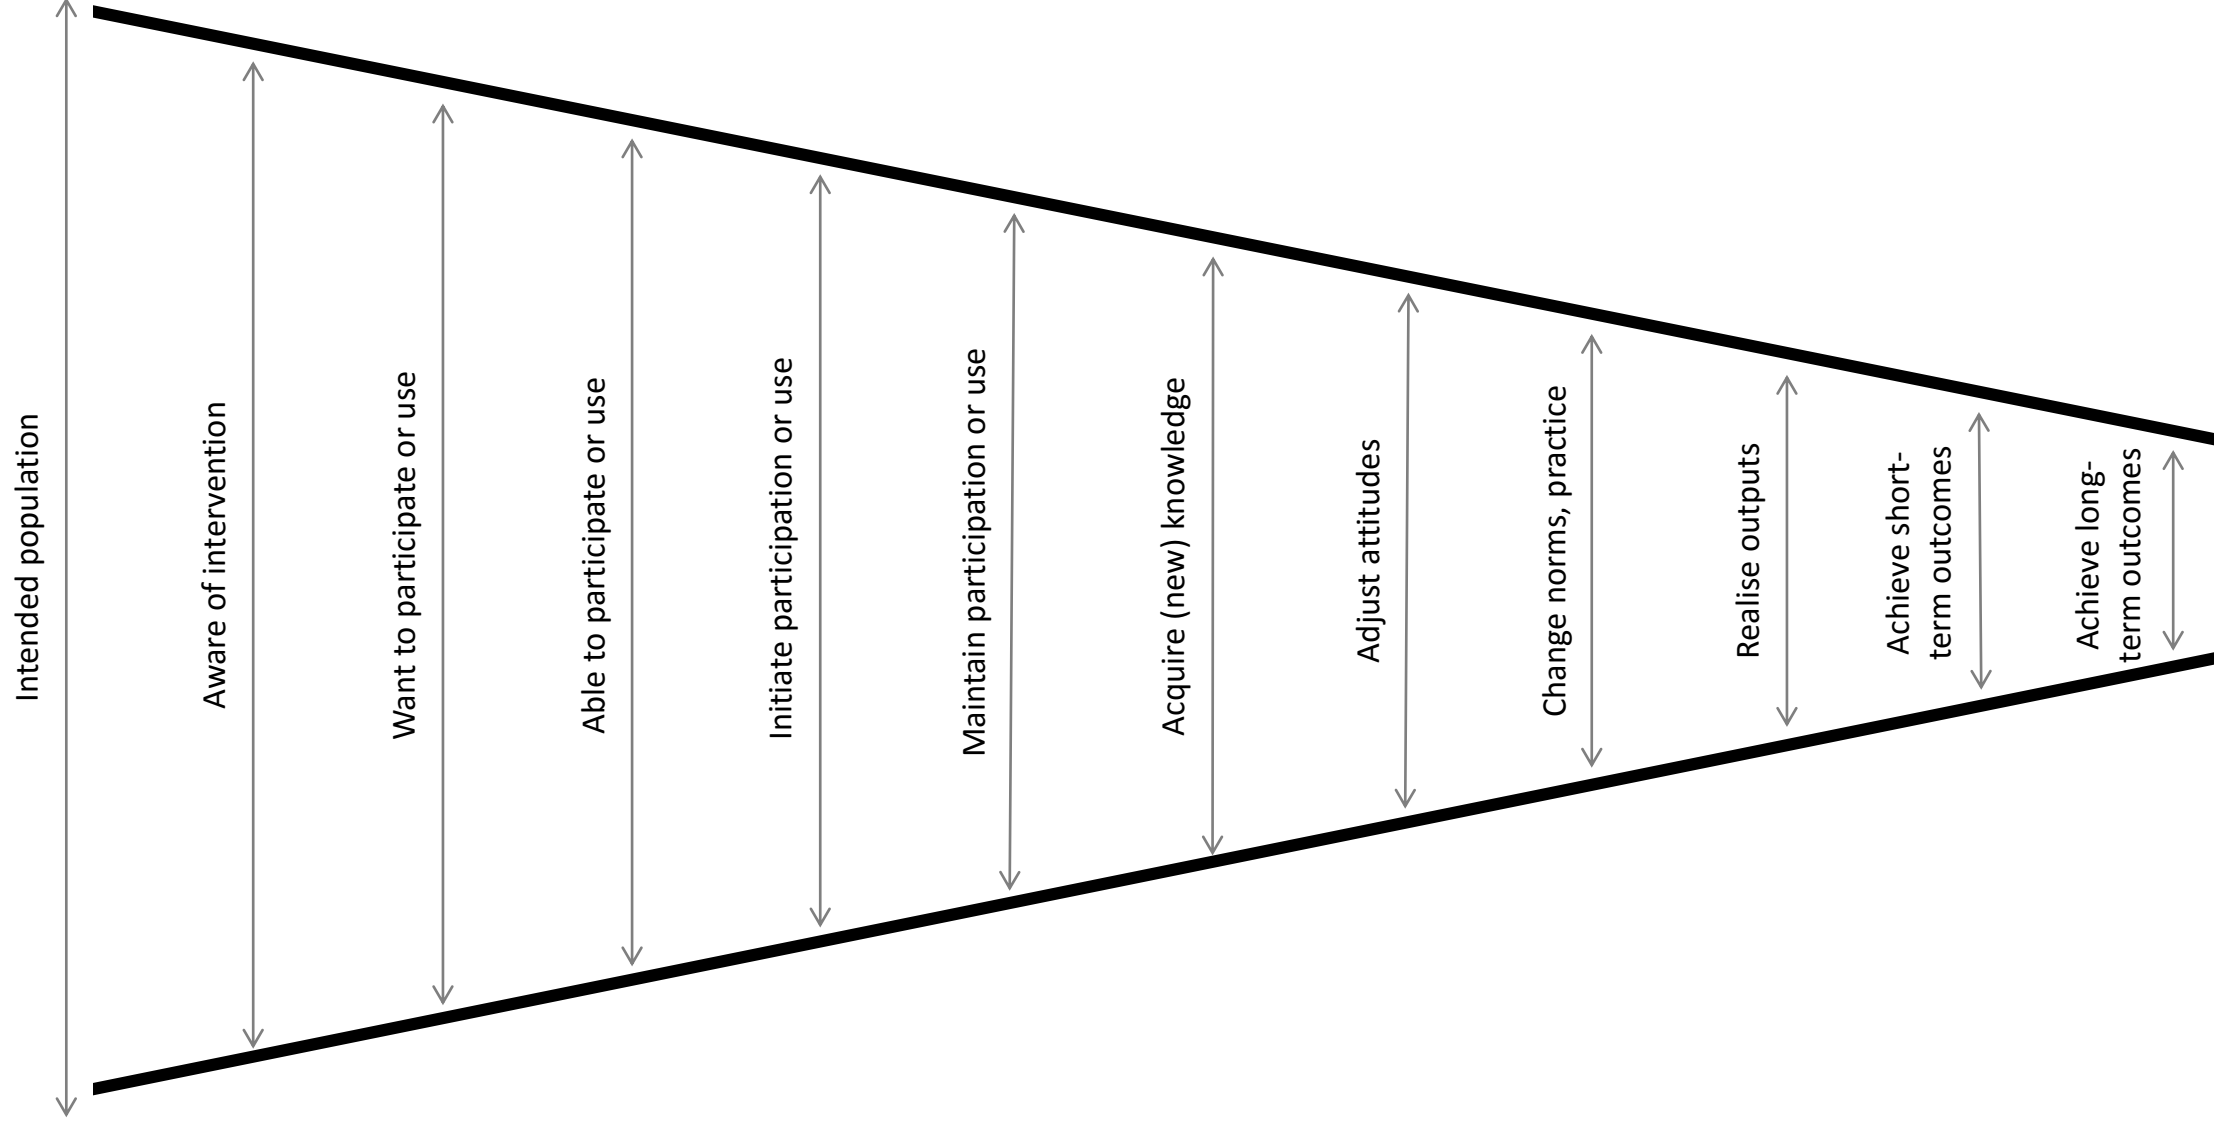 Intended population
Aware of intervention
Want to participate or use
Able to participate or use
Initiate participation or use
Maintain participation or use
Acquire (new) knowledge
Adjust attitudes
Change norms, practice
Realise outputs
Achieve short-
term outcomes
Achieve long-
term outcomes